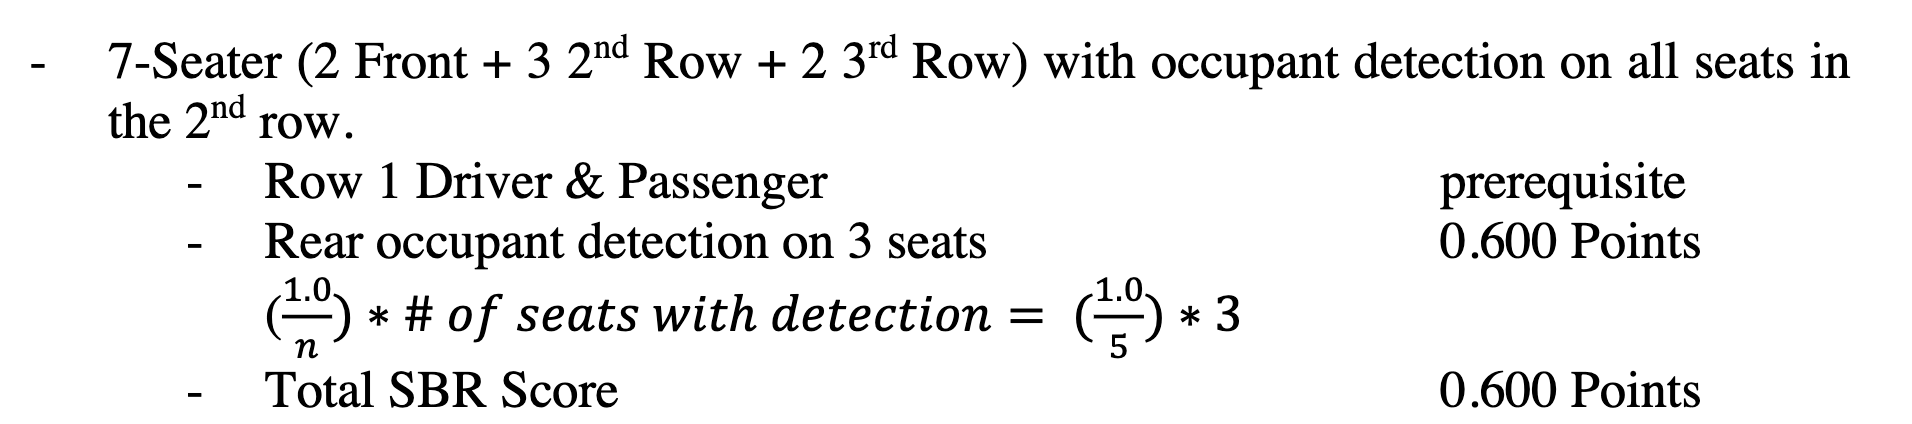 - 7-Seater (2 Front + 3 2nd Row + 2 3rd Row) with occupant detection on all seats in
the 2nd row.
- Row 1 Driver & Passenger prerequisite
- Rear occupant detection on 3 seats 0.600 Points
(1.0/n) * # of seats with detection = (1.0/5) * 3
- Total SBR Score 0.600 Points